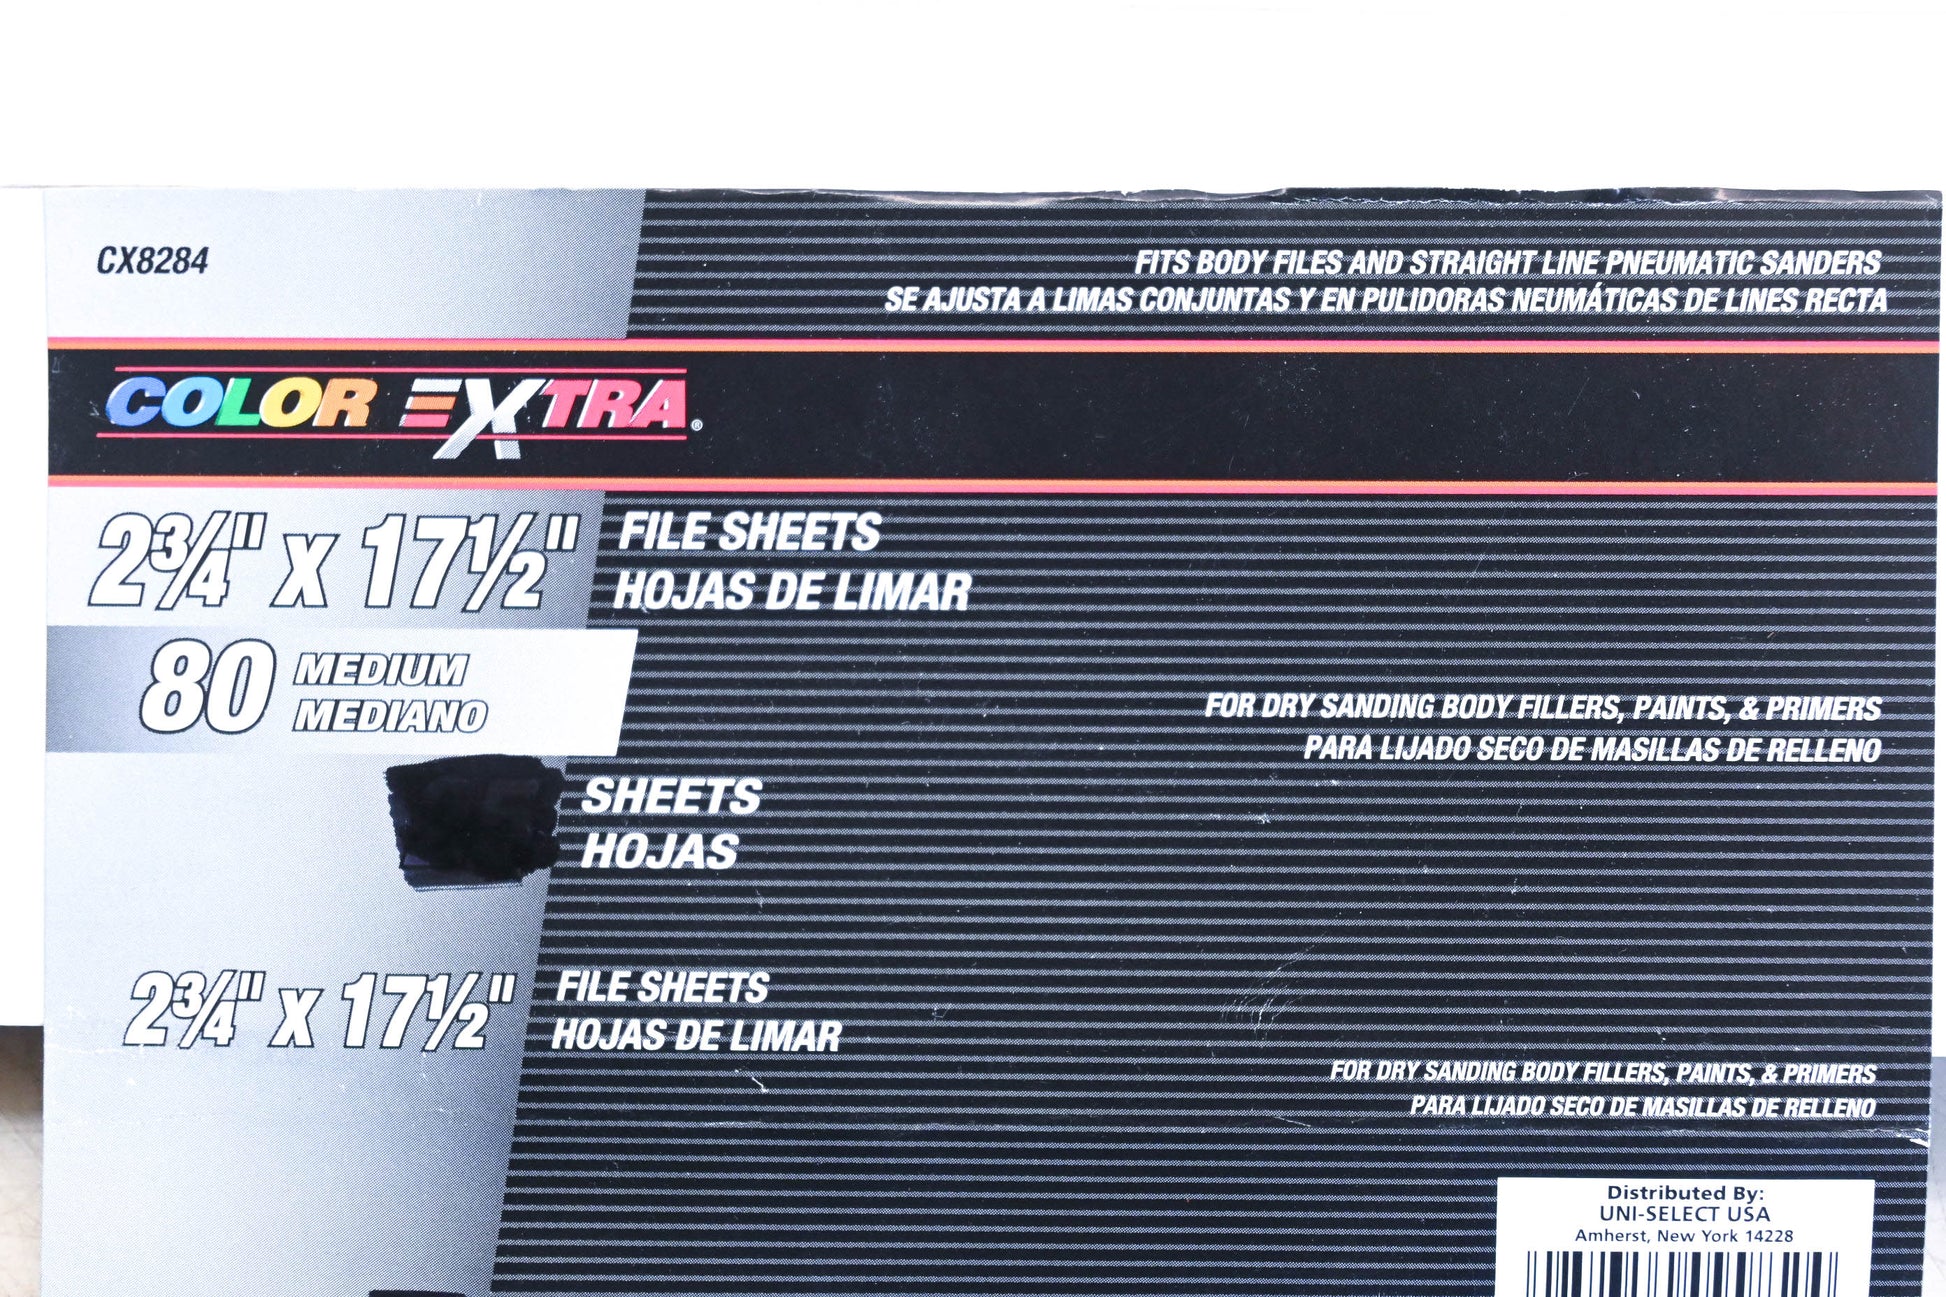 CX8284
FITS BODY FILES AND STRAIGHT LINE PNEUMATIC SANDERS
SE AJUSTA A LIMAS CONJUNTAS Y EN PULIDORAS NEUMÁTICAS DE LINES RECTA
COLOR EXTRA®
2¾" X 17½" FILE SHEETS
HOJAS DE LIMAR
80 MEDIUM
MEDIANO
FOR DRY SANDING BODY FILLERS, PAINTS, & PRIMERS
PARA LIJADO SECO DE MASILLAS DE RELLENO
SHEETS
HOJAS
2¾" X 17½" FILE SHEETS
HOJAS DE LIMAR
FOR DRY SANDING BODY FILLERS, PAINTS, & PRIMERS
PARA LIJADO SECO DE MASILLAS DE RELLENO
Distributed By:
UNI-SELECT USA
Amherst, New York 14228